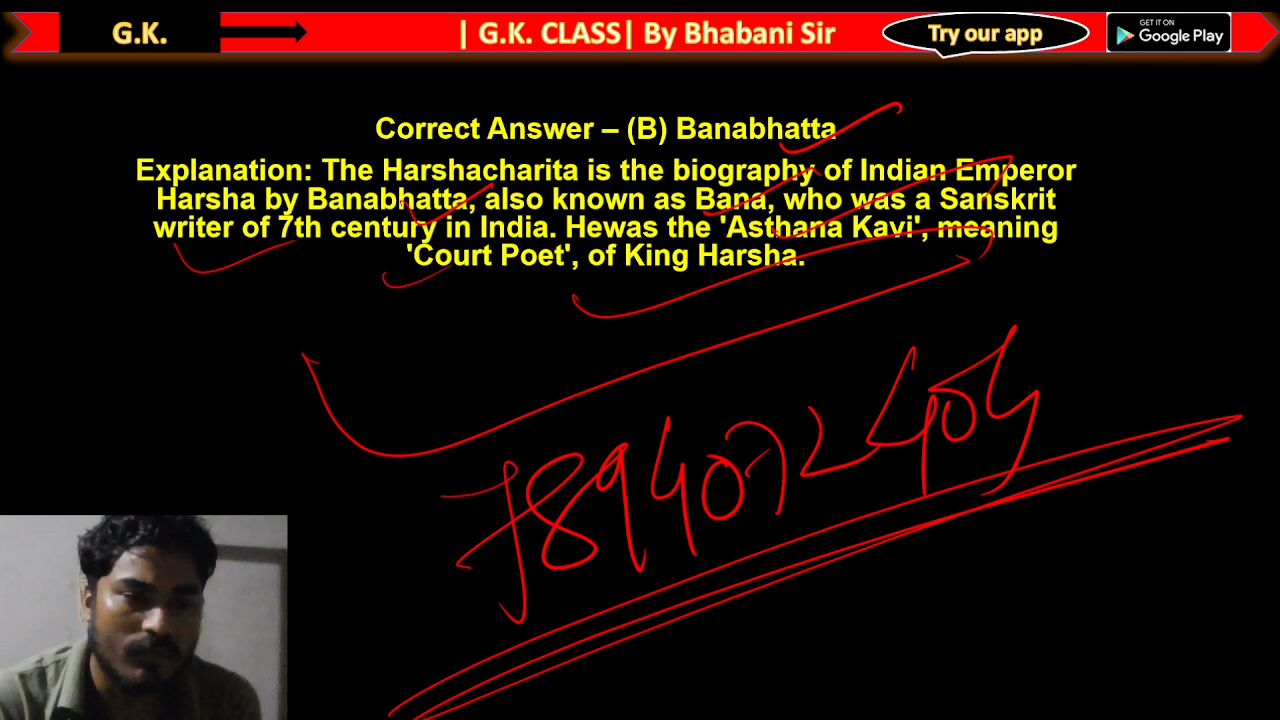 G.K.
| G.K. CLASS| By Bhabani Sir
Try our app
GET IT ON
Google Play
Correct Answer – (B) Banabhatta
Explanation: The Harshacharita is the biography of Indian Emperor
Harsha by Banabhatta, also known as Bana, who was a Sanskrit
writer of 7th century in India. Hewas the 'Asthana Kavi', meaning
'Court Poet', of King Harsha.